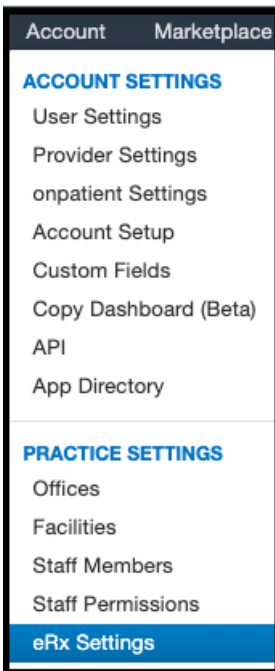 Account Marketplace
ACCOUNT SETTINGS
User Settings
Provider Settings
onpatient Settings
Account Setup
Custom Fields
Copy Dashboard (Beta)
API
App Directory
PRACTICE SETTINGS
Offices
Facilities
Staff Members
Staff Permissions
eRx Settings